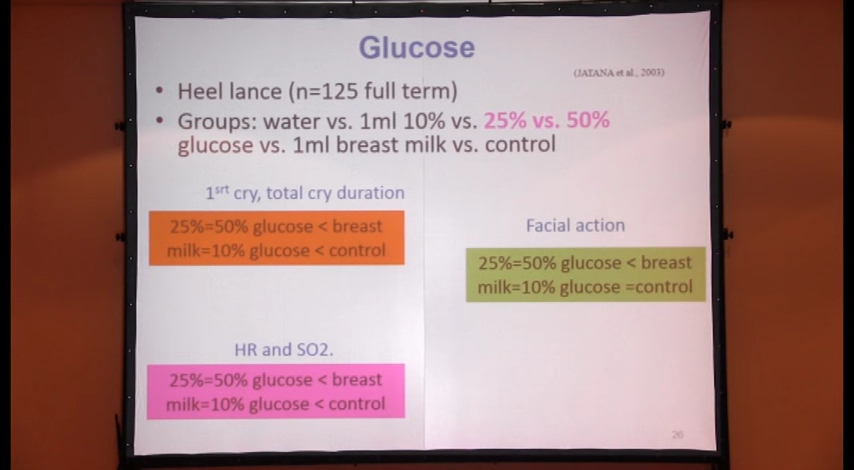 Glucose
(JATANA et al., 2003)
• Heel lance (n=125 full term)
• Groups: water vs. 1ml 10% vs. 25% vs. 50%
glucose vs. 1ml breast milk vs. control
1srt cry, total cry duration
25%=50% glucose < breast
milk=10% glucose < control
Facial action
25%=50% glucose < breast
milk=10% glucose =control
HR and SO2.
25%=50% glucose < breast
milk=10% glucose < control
26